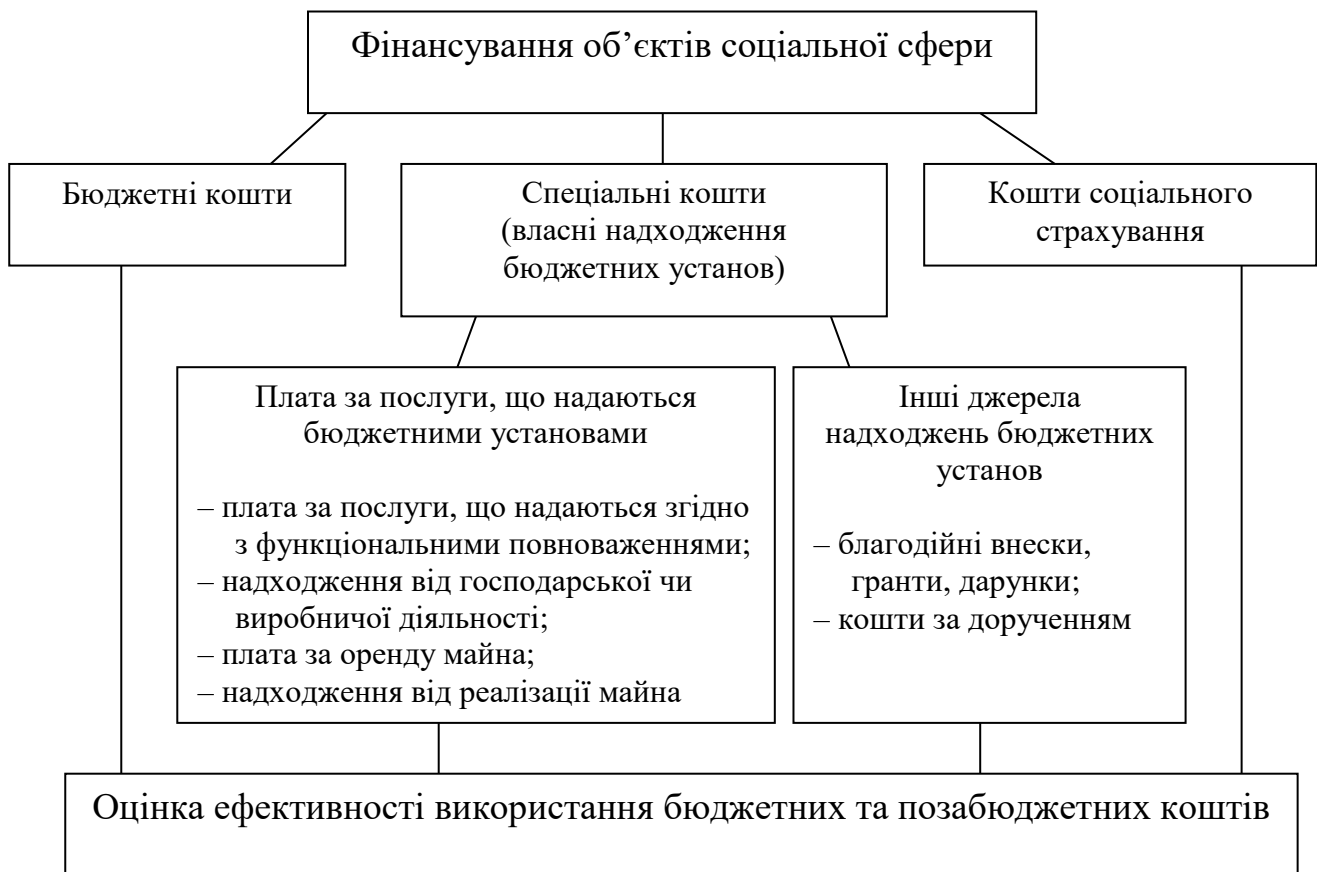 Фінансування об’єктів соціальної сфери
Бюджетні кошти
Спеціальні кошти
(власні надходження
бюджетних установ)
Кошти соціального
страхування
Плата за послуги, що надаються
бюджетними установами
– плата за послуги, що надаються згідно
з функціональними повноваженнями;
– надходження від господарської чи
виробничої діяльності;
– плата за оренду майна;
– надходження від реалізації майна
Інші джерела
надходжень бюджетних
установ
– благодійні внески,
гранти, дарунки;
– кошти за дорученням
Оцінка ефективності використання бюджетних та позабюджетних коштів